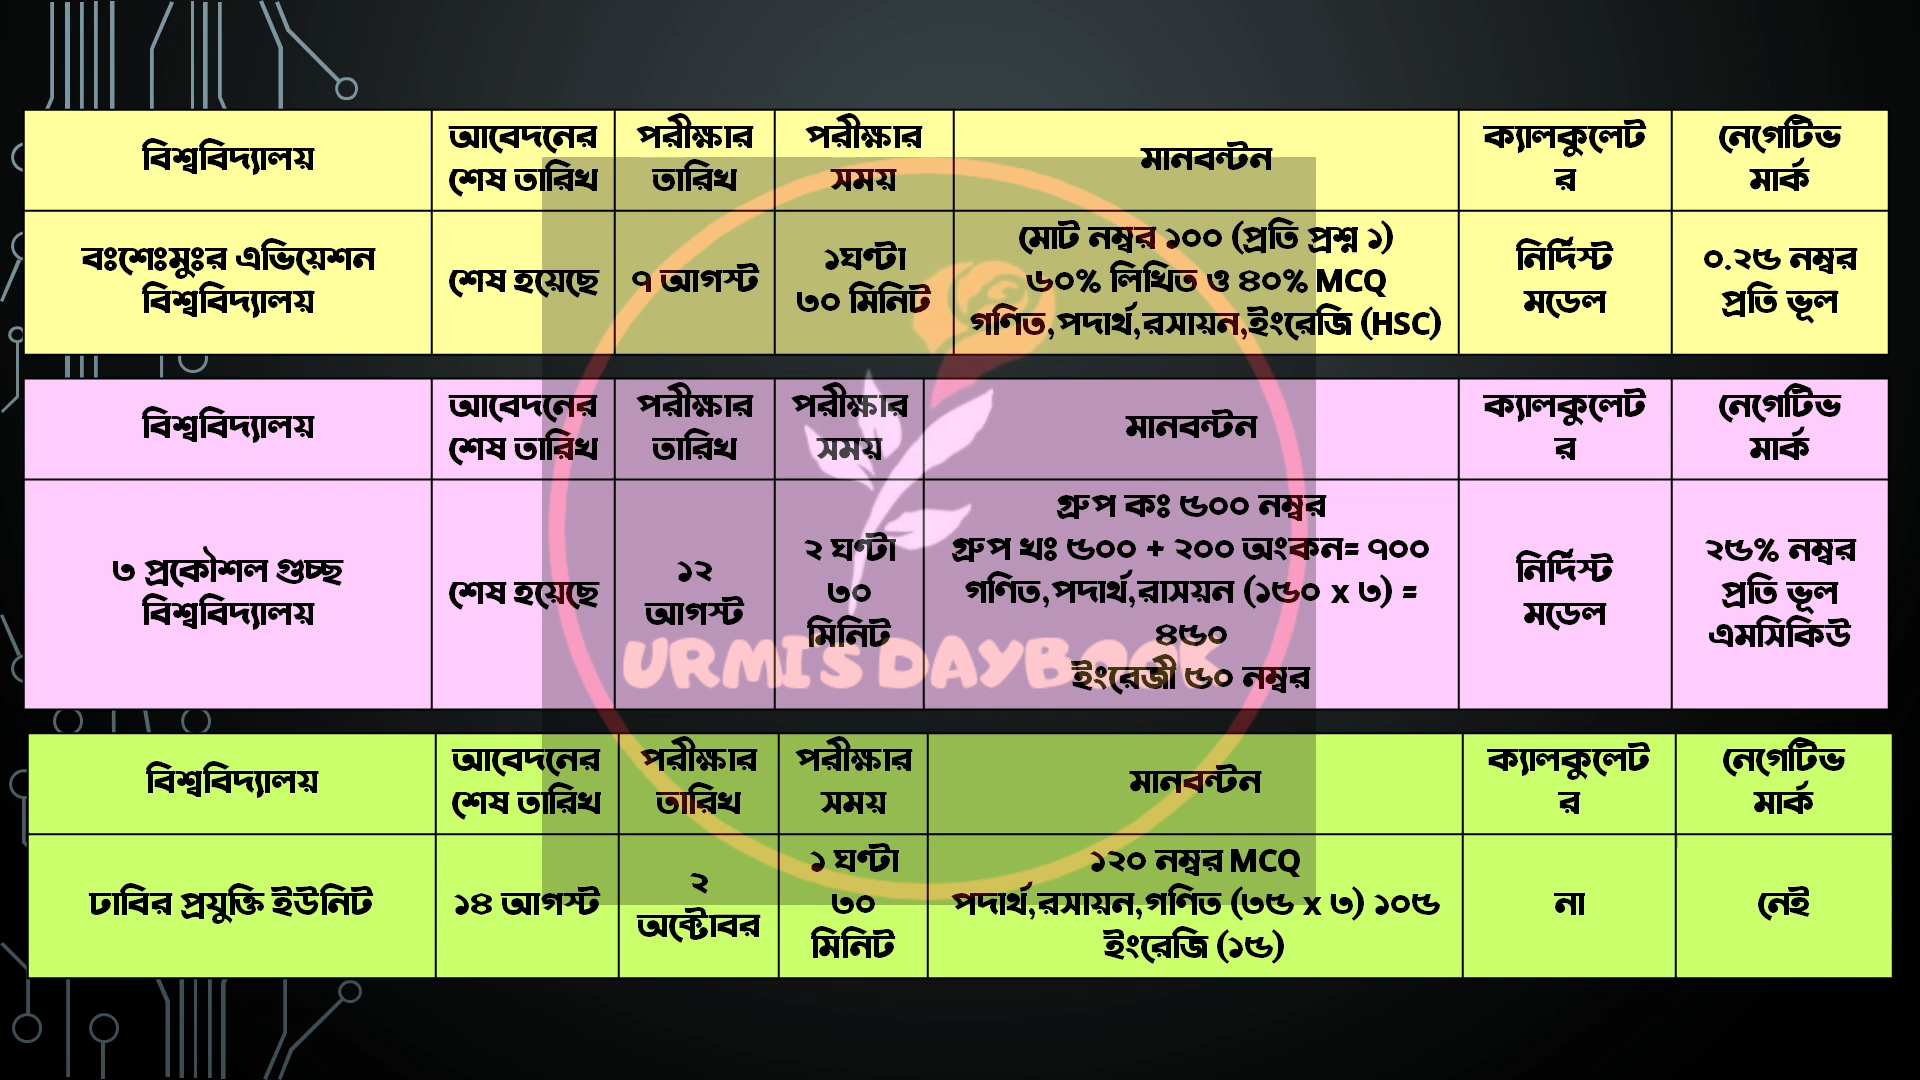 বিশ্ববিদ্যালয়
আবেদনের
শেষ তারিখ
পরীক্ষার
তারিখ
পরীক্ষার
সময়
মানবন্টন
ক্যালকুলেট
র
নেগেটিভ
মার্ক
বঃশেঃমুঃর এভিয়েশন
বিশ্ববিদ্যালয়
শেষ হয়েছে
৭ আগস্ট
১ঘণ্টা
৩০ মিনিট
মোট নম্বর ১০০ (প্রতি প্রশ্ন ১)
৬০% লিখিত ও ৪০% MCQ
গণিত,পদার্থ,রসায়ন,ইংরেজি (HSC)
নির্দিস্ট
মডেল
০.২৫ নম্বর
প্রতি ভূল
বিশ্ববিদ্যালয়
আবেদনের
শেষ তারিখ
পরীক্ষার
তারিখ
পরীক্ষার
সময়
মানবন্টন
ক্যালকুলেট
র
নেগেটিভ
মার্ক
৩ প্রকৌশল গুচ্ছ
বিশ্ববিদ্যালয়
শেষ হয়েছে
১২
আগস্ট
২ ঘণ্টা
৩০
মিনিট
গ্রুপ কঃ ৫০০ নম্বর
গ্রুপ খঃ ৫০০ + ২০০ অংকন= ৭০০
গণিত,পদার্থ,রাসয়ন (১৫০ x ৩) =
৪৫০
ইংরেজী ৫০ নম্বর
নির্দিস্ট
মডেল
২৫% নম্বর
প্রতি ভূল
এমসিকিউ
URMI'S DAYBOOK
বিশ্ববিদ্যালয়
আবেদনের
শেষ তারিখ
পরীক্ষার
তারিখ
পরীক্ষার
সময়
মানবন্টন
ক্যালকুলেট
র
নেগেটিভ
মার্ক
ঢাবির প্রযুক্তি ইউনিট
১৪ আগস্ট
২
অক্টোবর
১ ঘণ্টা
৩০
মিনিট
১২০ নম্বর MCQ
পদার্থ,রসায়ন,গণিত (৩৫ x ৩) ১০৫
ইংরেজি (১৫)
না
নেই